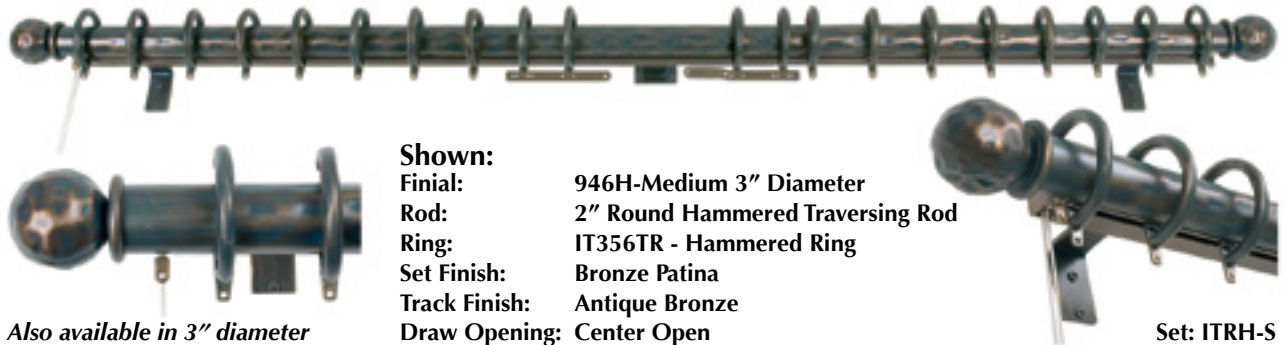 Shown:
Finial: 946H-Medium 3” Diameter
Rod: 2” Round Hammered Traversing Rod
Ring: IT356TR - Hammered Ring
Set Finish: Bronze Patina
Track Finish: Antique Bronze
Draw Opening: Center Open
Also available in 3” diameter
Set: ITRH-S